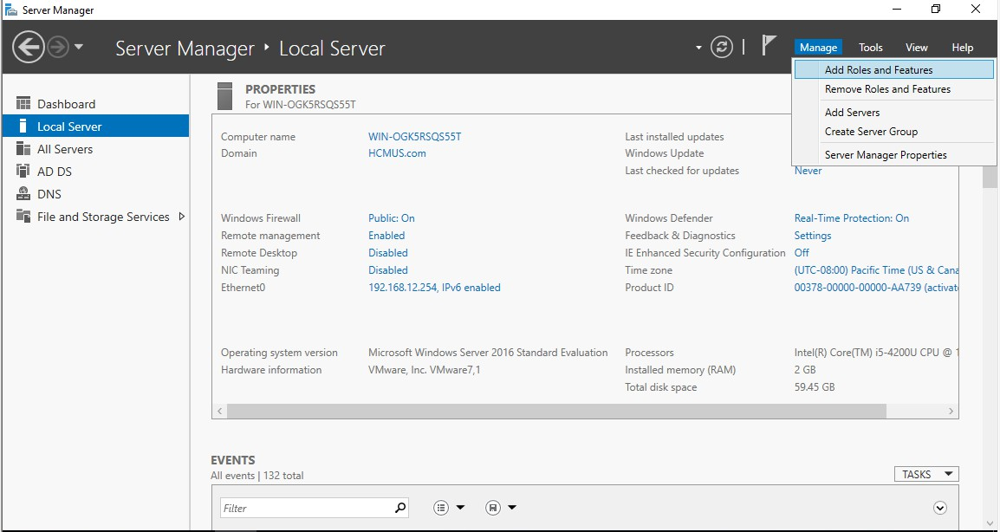 Server Manager
Server Manager ‣ Local Server
Manage Tools View Help
Add Roles and Features
Remove Roles and Features
Add Servers
Create Server Group
Server Manager Properties
Dashboard
Local Server
All Servers
AD DS
DNS
File and Storage Services
PROPERTIES
For WIN-OGK5RSQS55T
Computer name WIN-OGK5RSQS55T Last installed updates
Domain HCMUS.com Windows Update
Last checked for updates Never
Windows Firewall Public: On Windows Defender Real-Time Protection: On
Remote management Enabled Feedback & Diagnostics Settings
Remote Desktop Disabled IE Enhanced Security Configuration Off
NIC Teaming Disabled Time zone (UTC-08:00) Pacific Time (US & Cana
Ethernet0 192.168.12.254, IPv6 enabled Product ID 00378-00000-00000-AA739 (activat
Operating system version Microsoft Windows Server 2016 Standard Evaluation Processors Intel(R) Core(TM) i5-4200U CPU @ 1
Hardware information VMware, Inc. VMware7,1 Installed memory (RAM) 2 GB
Total disk space 59.45 GB
EVENTS
All events | 132 total
TASKS
Filter